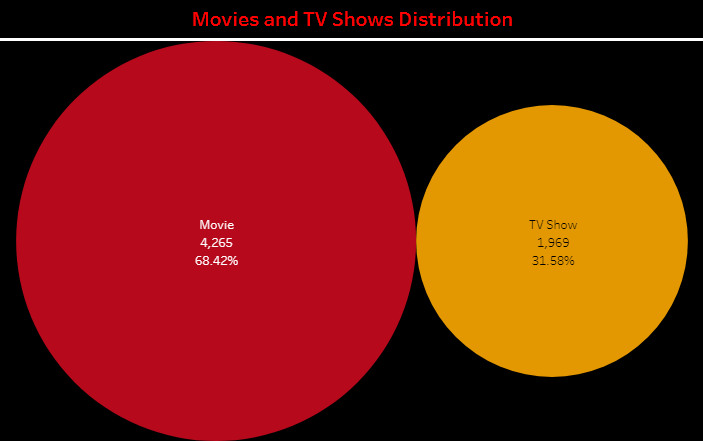 Movies and TV Shows Distribution
Movie
4,265
68.42%
TV Show
1,969
31.58%